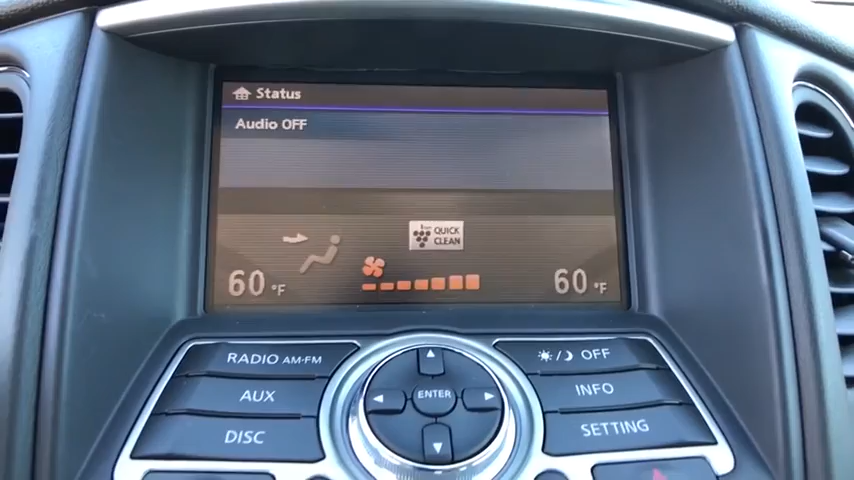 Status
Audio OFF
QUICK
CLEAN
60 °F
60 °F
RADIO AM·FM
AUX
DISC
ENTER
OFF
INFO
SETTING